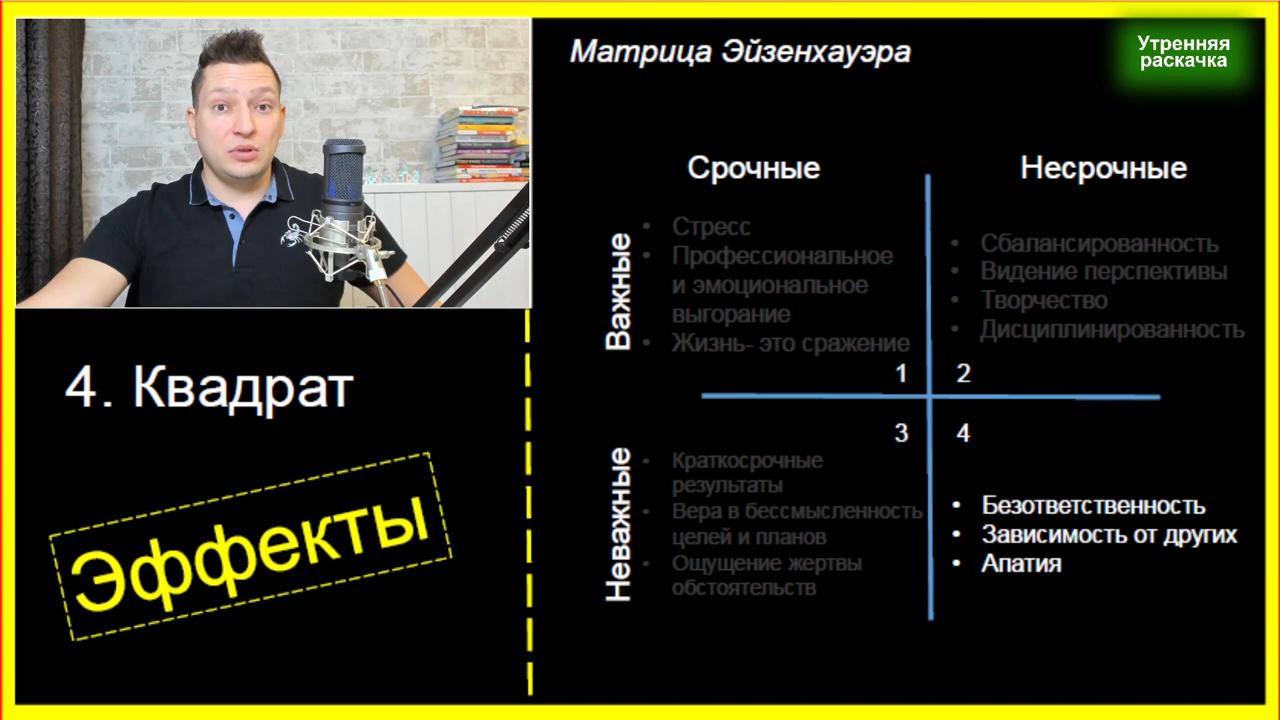 Матрица Эйзенхауэра
Утренняя
раскачка
Срочные
Несрочные
Важные
• Стресс
• Профессиональное
и эмоциональное
выгорание
• Жизнь- это сражение
• Сбалансированность
• Видение перспективы
• Творчество
• Дисциплинированность
1
2
3
4
Неважные
• Краткосрочные
результаты
• Вера в бессмысленность
целей и планов
• Ощущение жертвы
обстоятельств
• Безответственность
• Зависимость от других
• Апатия
4. Квадрат
Эффекты